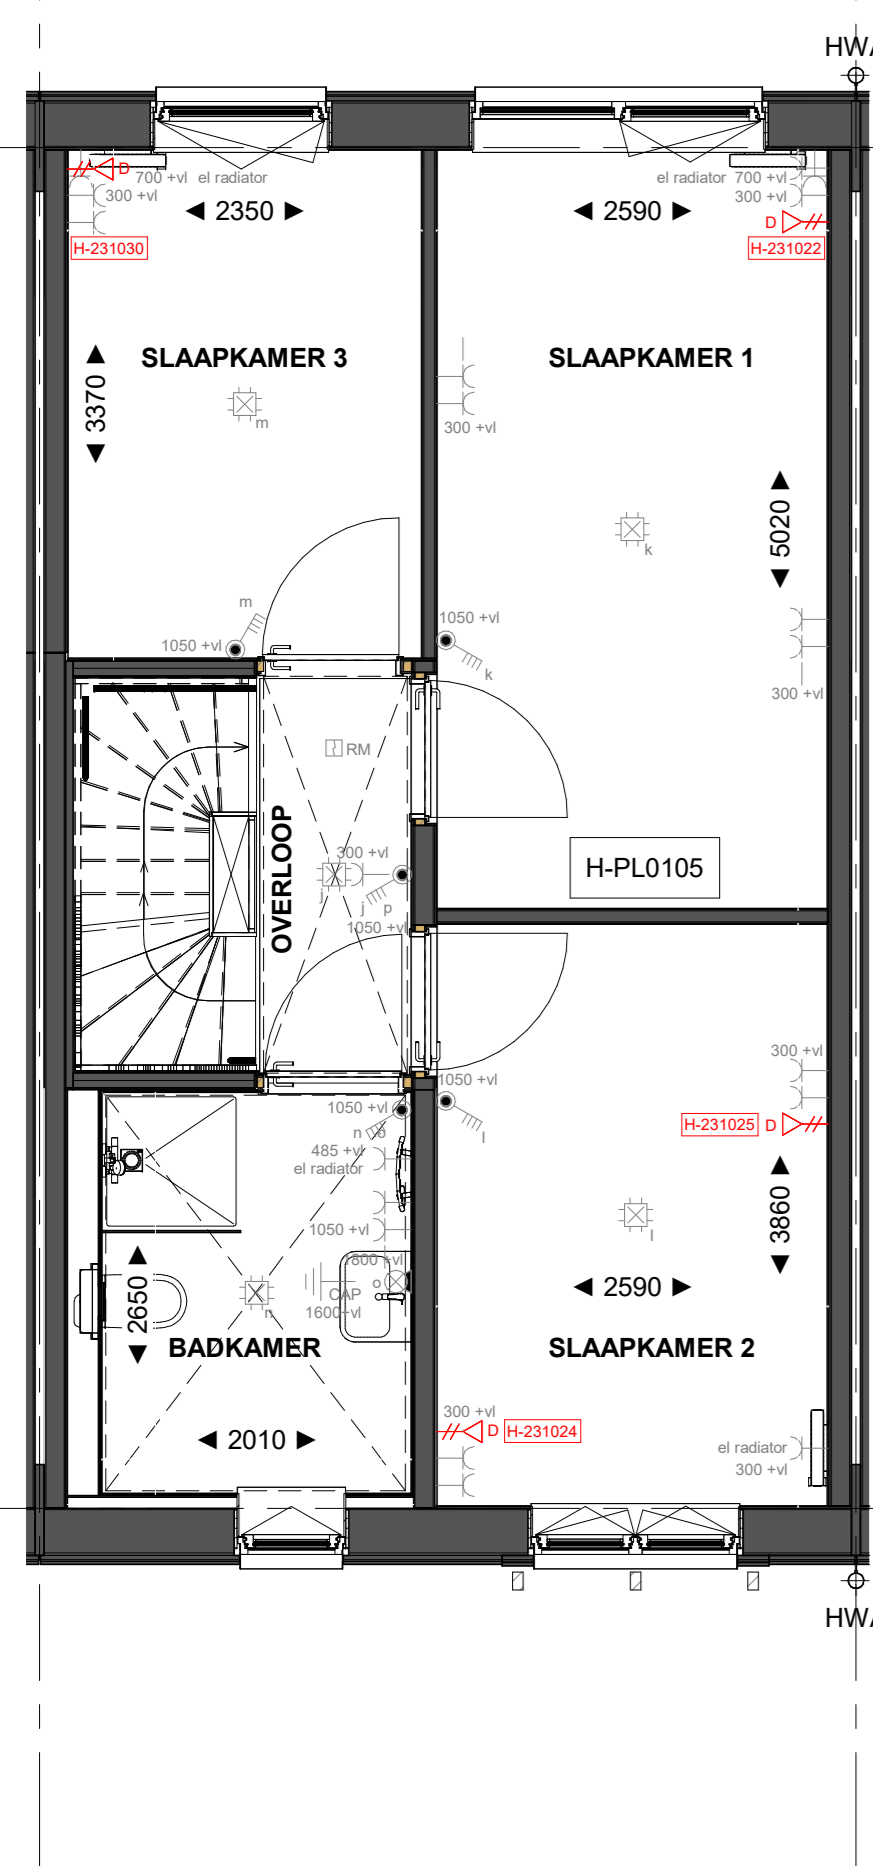 HWA
D
700 +vl
el radiator
300 +vl
H-231030
2350
el radiator
700 +vl
300 +vl
D
H-231022
2590
SLAAPKAMER 3
SLAAPKAMER 1
3370
m
300 +vl
5020
k
m
1050 +vl
1050 +vl
k
300 +vl
RM
OVERLOOP
300 +vl
j
j
p
1050 +vl
H-PL0105
300 +vl
1050 +vl
1050 +vl
n
o
l
H-231025
D
485 +vl
el radiator
3860
l
1050 +vl
1800 +vl
o
CAP
1600+vl
n
2650
2590
BADKAMER
SLAAPKAMER 2
2010
300 +vl
D
H-231024
el radiator
300 +vl
HWA